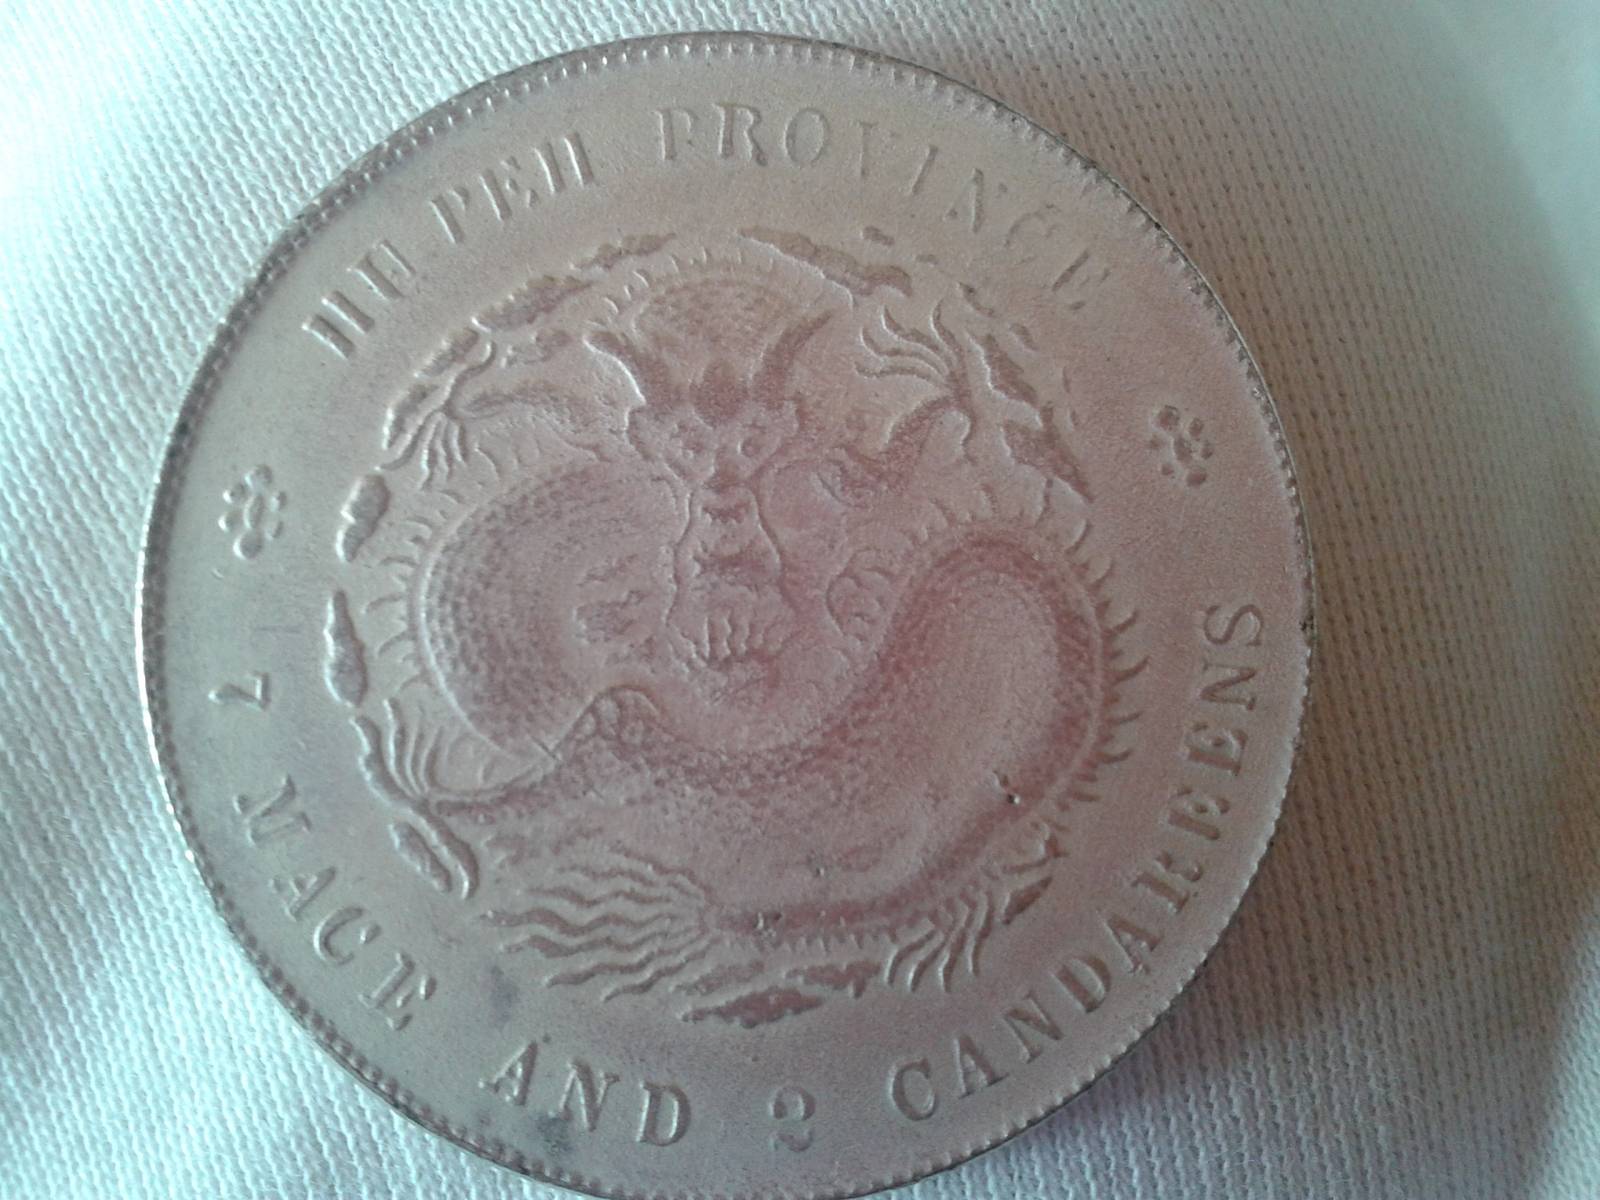 HU-PEH PROVINCE
7 MACE AND 2 CANDAREENS